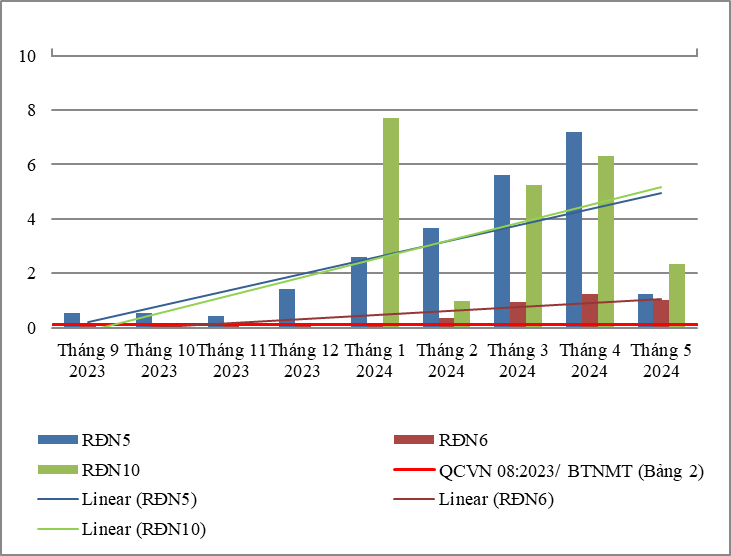 10
8
6
4
2
0
Tháng 9 2023
Tháng 10 2023
Tháng 11 2023
Tháng 12 2023
Tháng 1 2024
Tháng 2 2024
Tháng 3 2024
Tháng 4 2024
Tháng 5 2024
RĐN5
RĐN6
RĐN10
QCVN 08:2023/ BTNMT (Bảng 2)
Linear (RĐN5)
Linear (RĐN6)
Linear (RĐN10)